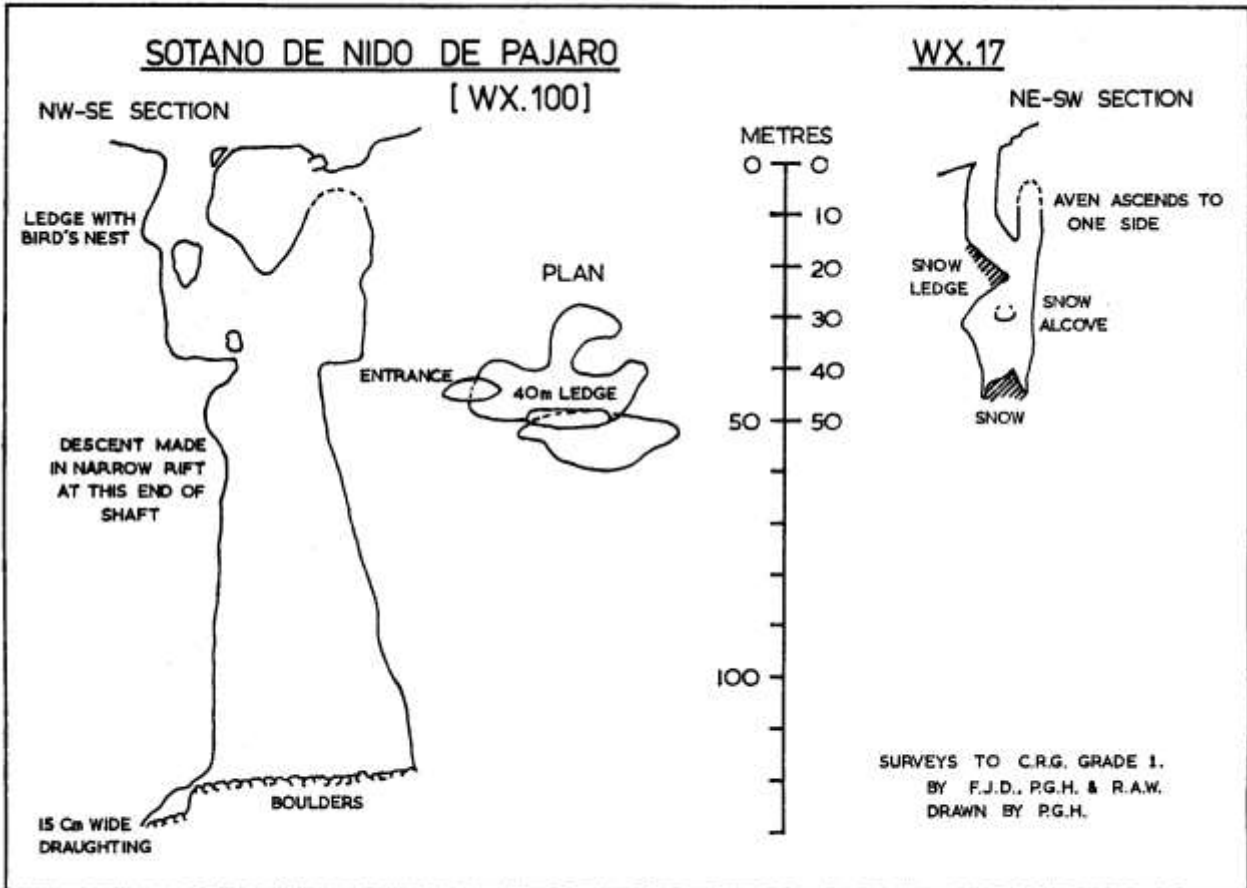 SOTANO DE NIDO DE PAJARO
[WX.100]
NW-SE SECTION
LEDGE WITH
BIRD'S NEST
DESCENT MADE
IN NARROW RIFT
AT THIS END OF
SHAFT
15 Cm WIDE
DRAUGHTING
BOULDERS
PLAN
ENTRANCE
40m LEDGE
METRES
0 0
10
20
30
40
50 50
100
WX.17
NE-SW SECTION
AVEN ASCENDS TO
ONE SIDE
SNOW
LEDGE
SNOW
ALCOVE
SNOW
SURVEYS TO C.R.G. GRADE 1.
BY F.J.D., P.G.H. & R.A.W.
DRAWN BY P.G.H.